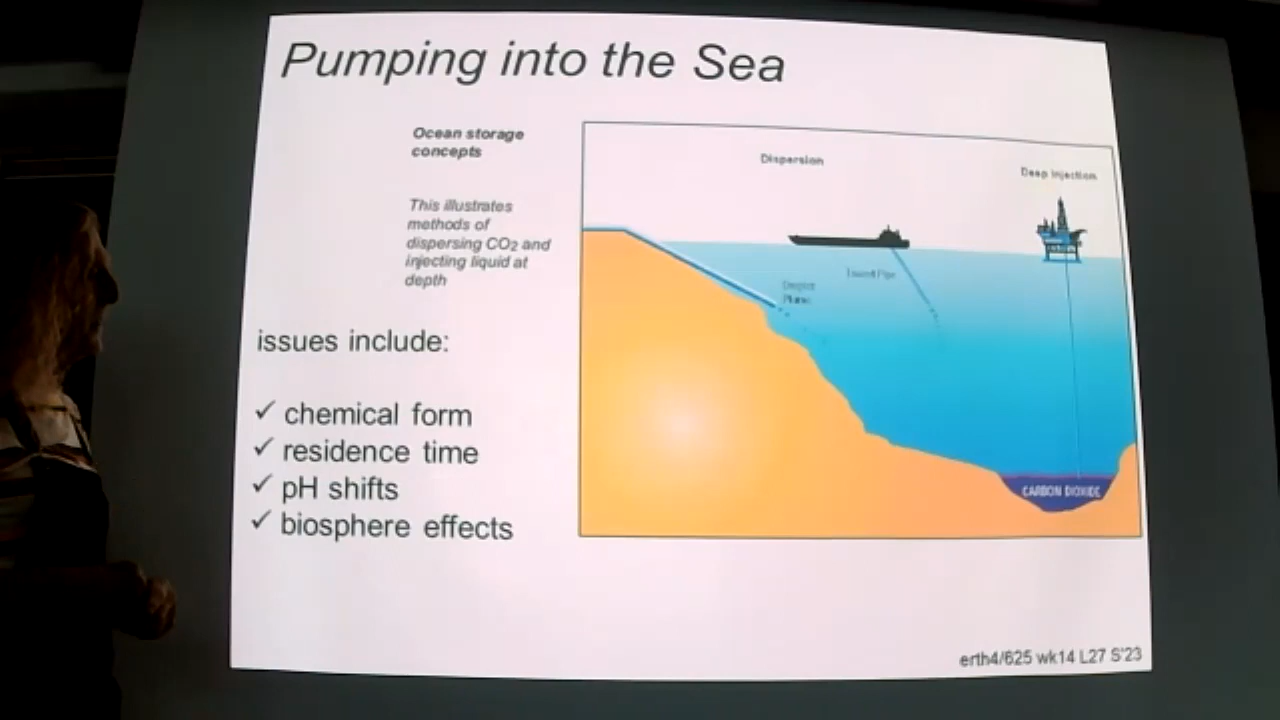 Pumping into the Sea
Ocean storage
concepts
This illustrates
methods of
dispersing CO2 and
injecting liquid at
depth
issues include:
✓ chemical form
✓ residence time
✓ pH shifts
✓ biosphere effects
Dispersion
Deep Injection
Plume
CARBON DIOXIDE
erth4/625 wk14 L27 S'23